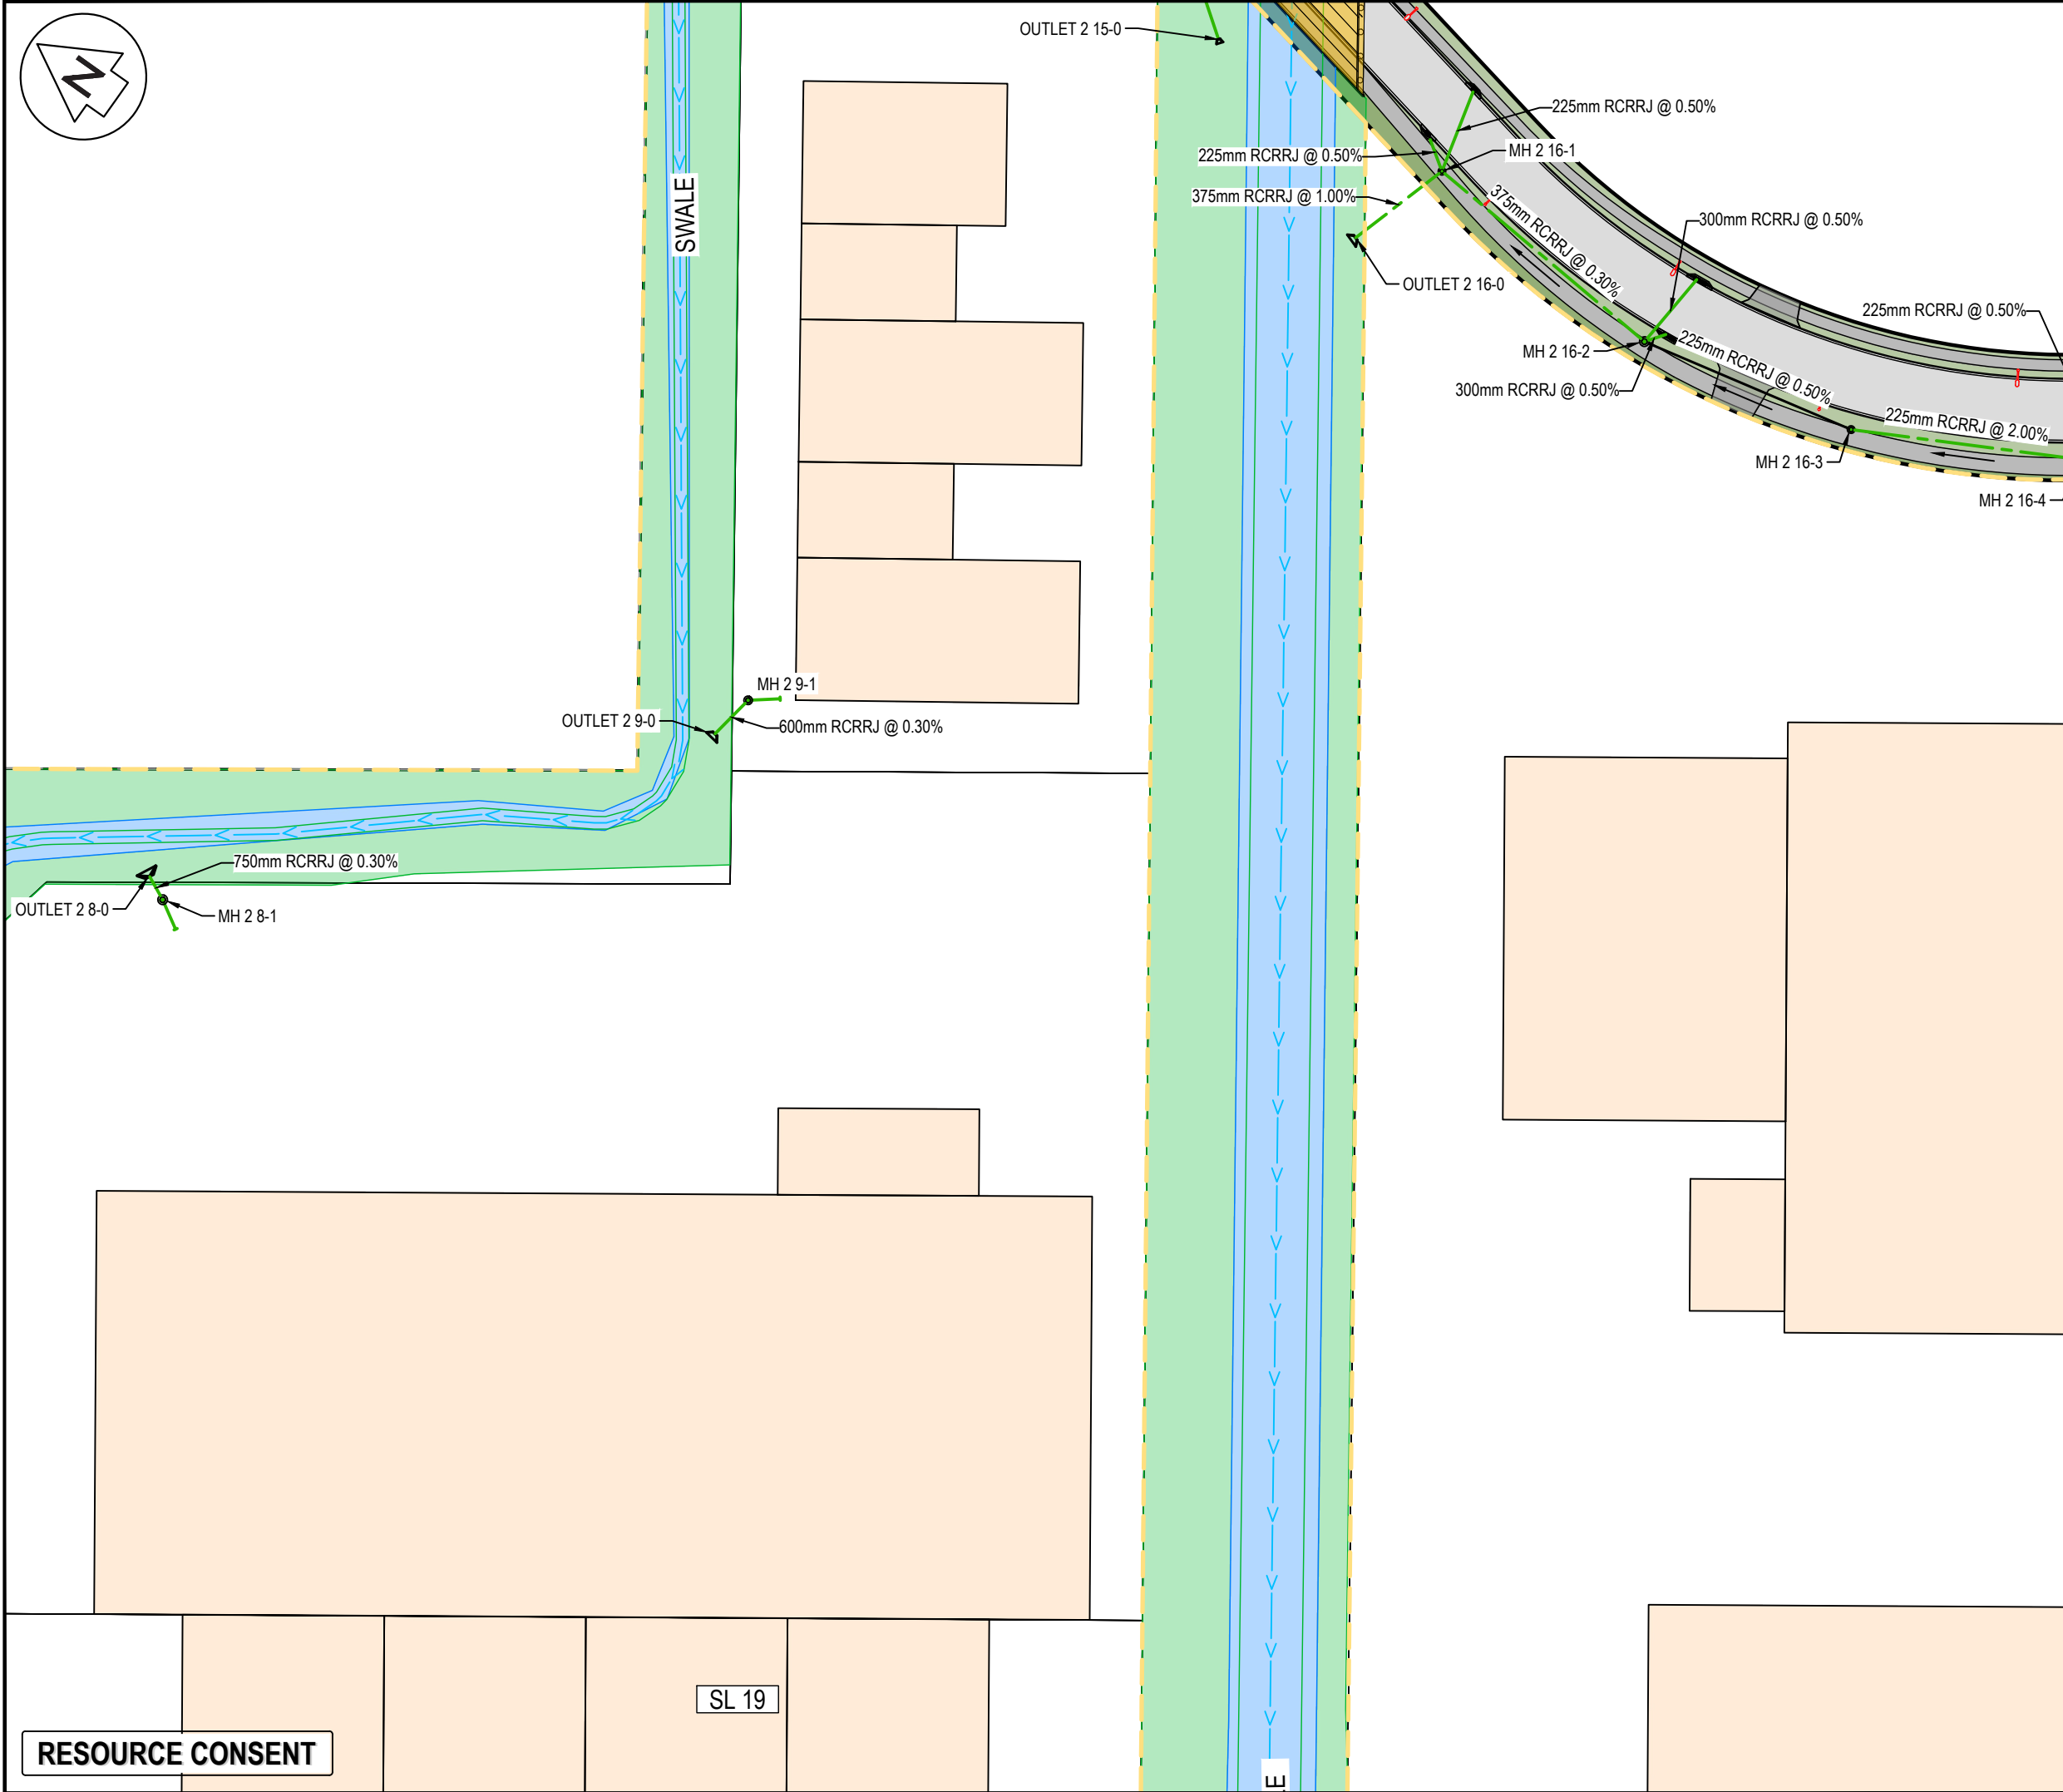 N
OUTLET 2 15-0
225mm RCRRJ @ 0.50%
225mm RCRRJ @ 0.50%
MH 2 16-1
375mm RCRRJ @ 1.00%
SWALE
375mm RCRRJ @ 0.30%
300mm RCRRJ @ 0.50%
OUTLET 2 16-0
225mm RCRRJ @ 0.50%
MH 2 16-2
225mm RCRRJ @ 0.50%
300mm RCRRJ @ 0.50%
225mm RCRRJ @ 2.00%
MH 2 16-3
MH 2 16-4
MH 2 9-1
OUTLET 2 9-0
600mm RCRRJ @ 0.30%
750mm RCRRJ @ 0.30%
OUTLET 2 8-0
MH 2 8-1
SL 19
RESOURCE CONSENT